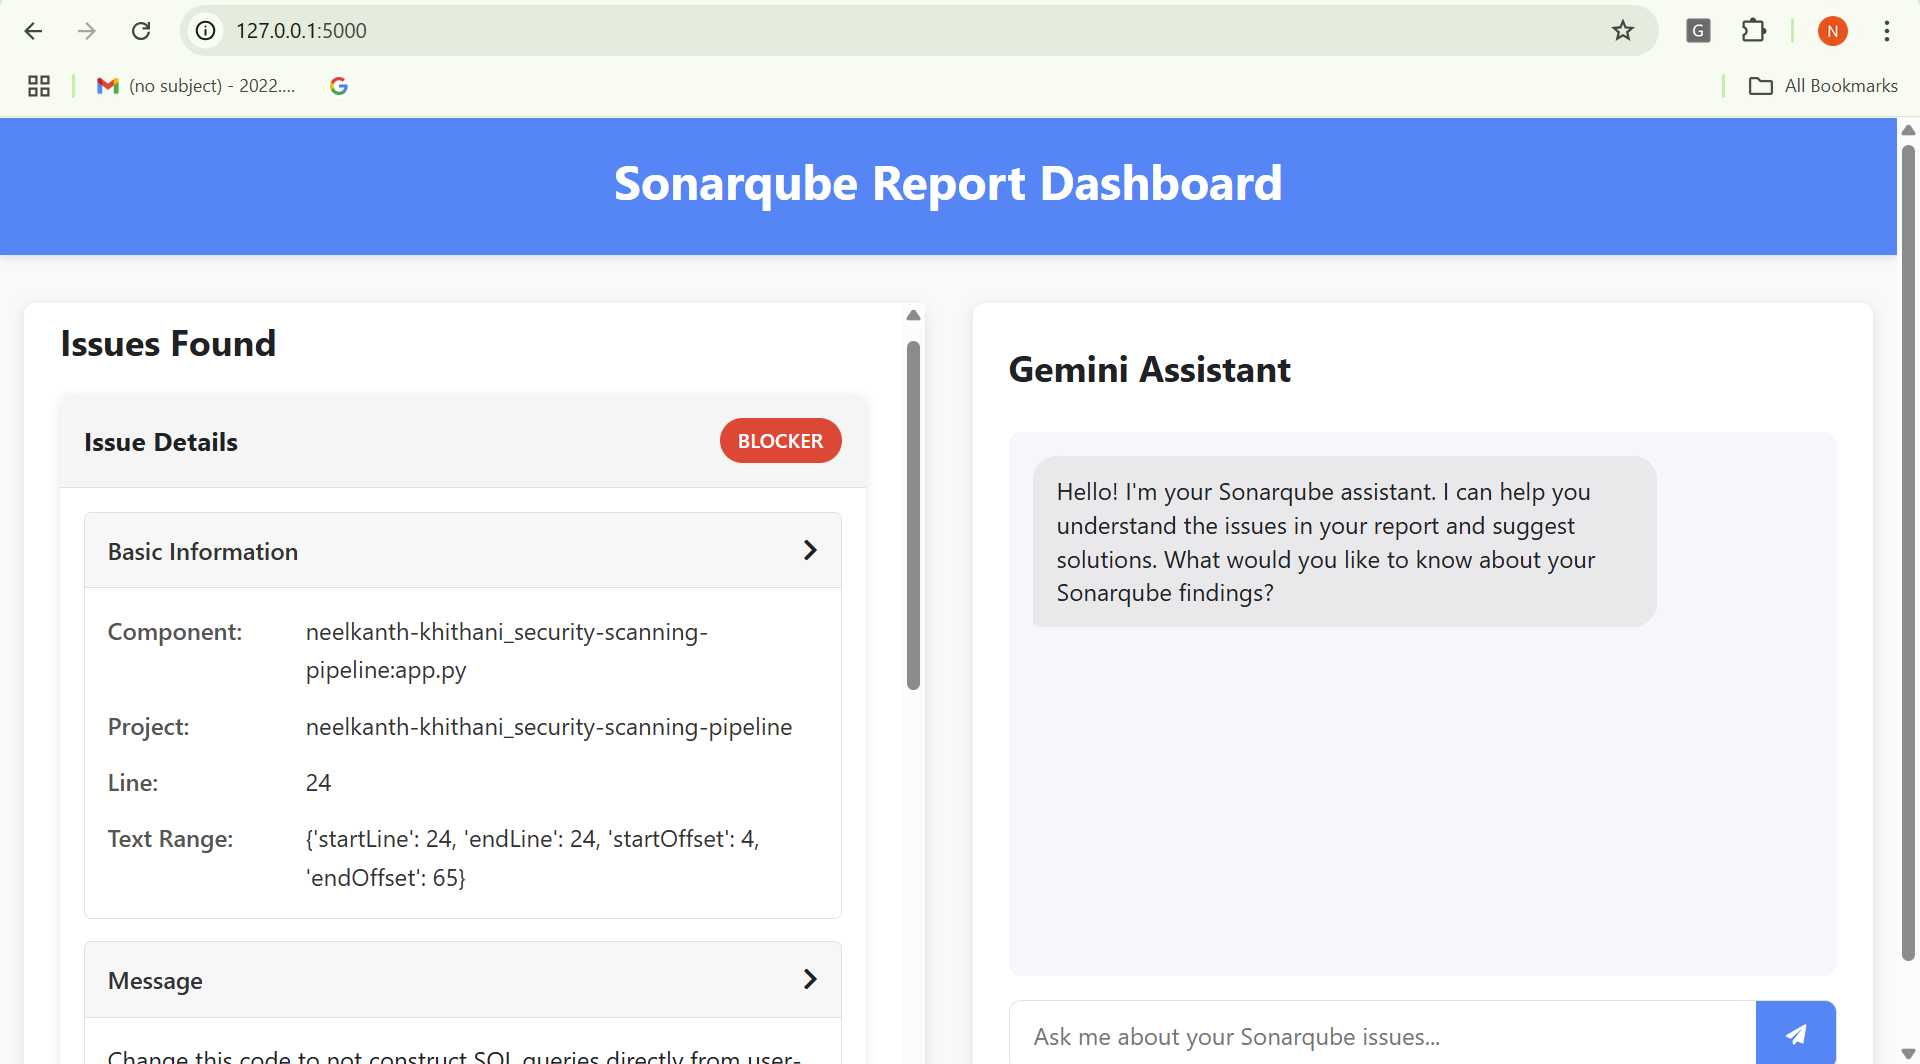 127.0.0.1:5000
G
N
(no subject) - 2022....
All Bookmarks
Sonarqube Report Dashboard
Issues Found
Issue Details
BLOCKER
Basic Information
Component:
neelkanth-khithani_security-scanning-
pipeline:app.py
Project:
neelkanth-khithani_security-scanning-pipeline
Line:
24
Text Range:
{'startLine': 24, 'endLine': 24, 'startOffset': 4,
'endOffset': 65}
Message
Change this code to not construct SQL queries directly from user-
Gemini Assistant
Hello! I'm your Sonarqube assistant. I can help you
understand the issues in your report and suggest
solutions. What would you like to know about your
Sonarqube findings?
Ask me about your Sonarqube issues...